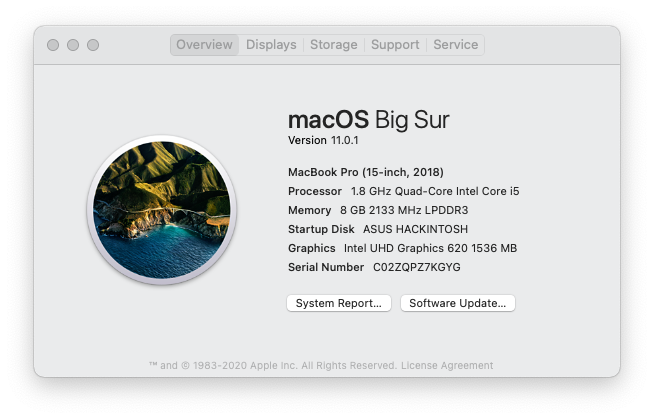 Overview Displays Storage Support Service
macOS Big Sur
Version 11.0.1
MacBook Pro (15-inch, 2018)
Processor 1.8 GHz Quad-Core Intel Core i5
Memory 8 GB 2133 MHz LPDDR3
Startup Disk ASUS HACKINTOSH
Graphics Intel UHD Graphics 620 1536 MB
Serial Number C02ZQPZ7KGYG
System Report... Software Update...
™ and © 1983-2020 Apple Inc. All Rights Reserved. License Agreement